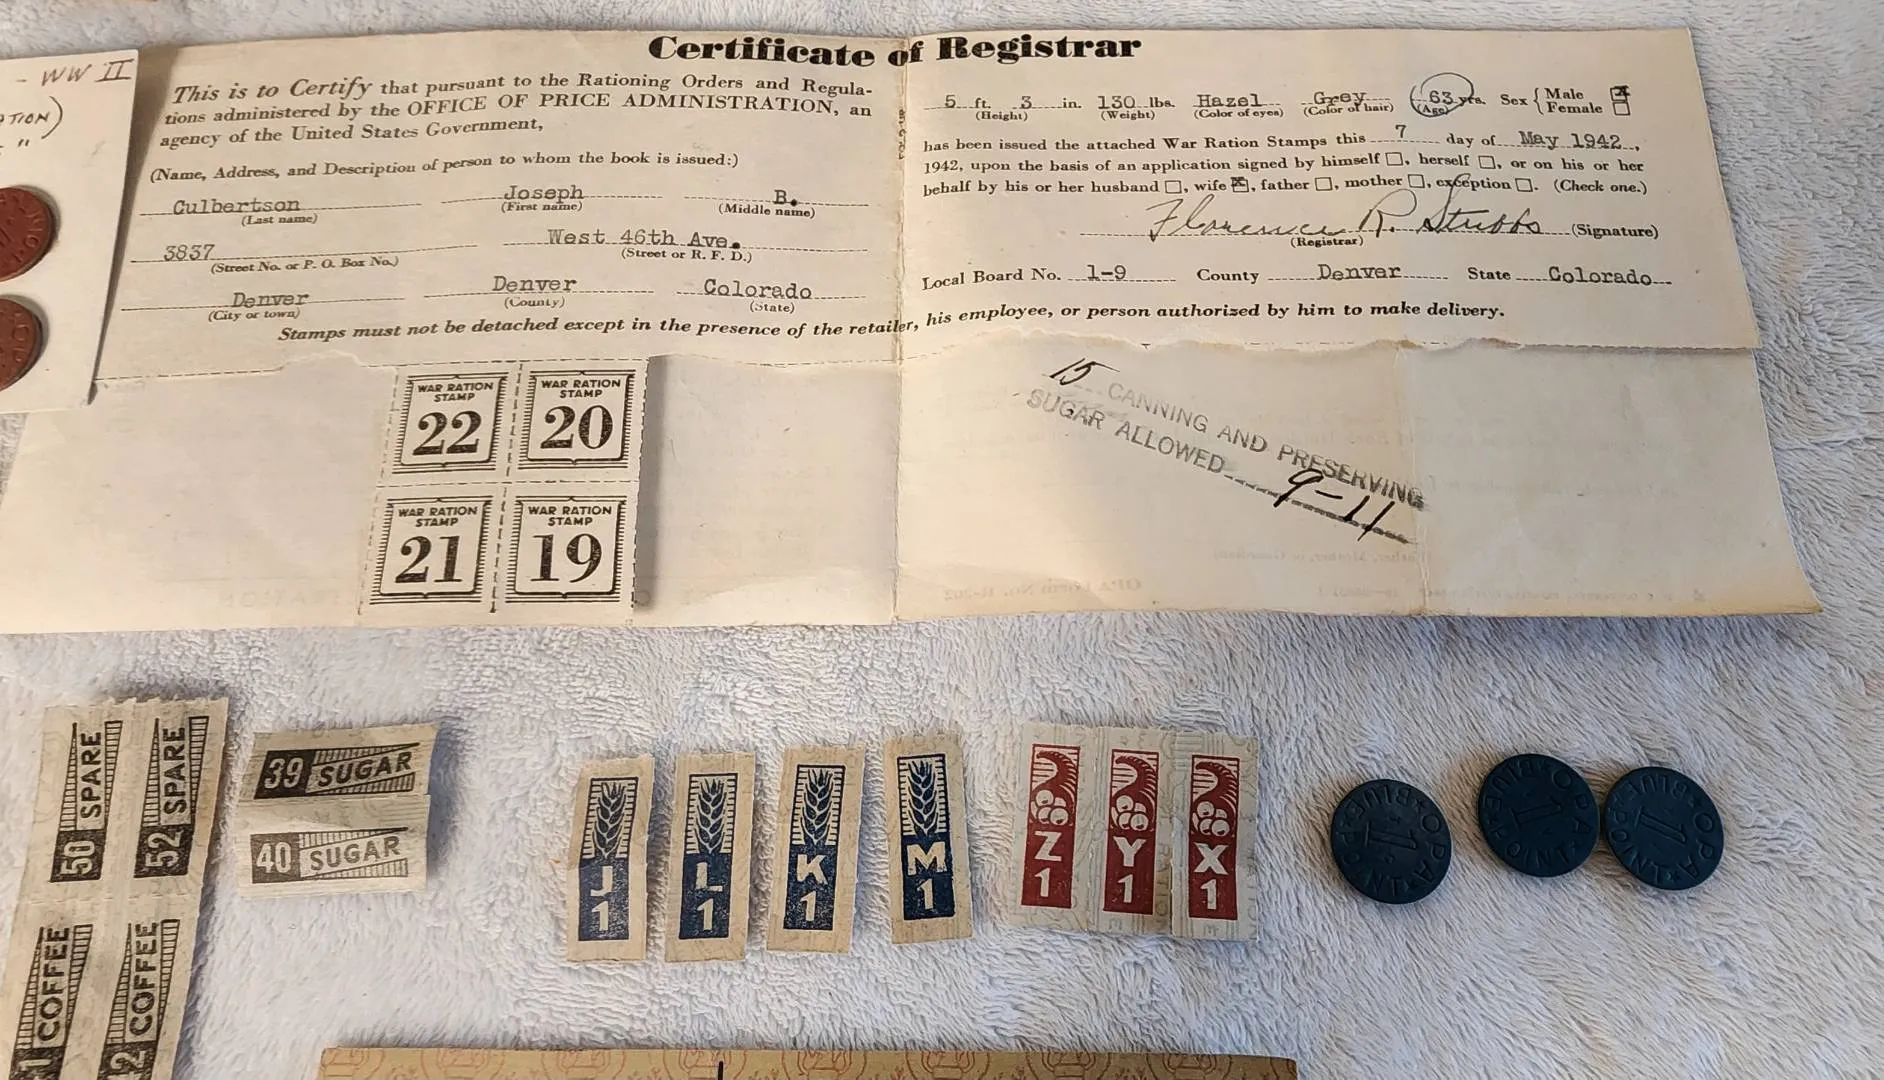 - WW II
Certificate of Registrar
This is to Certify that pursuant to the Rationing Orders and Regula-
tions administered by the OFFICE OF PRICE ADMINISTRATION, an
agency of the United States Government,
(Name, Address, and Description of person to whom the book is issued:)
Culbertson Joseph B.
(Last name) (First name) (Middle name)
3837 West 46th Ave.
(Street No. or P. O. Box No.) (Street or R. F. D.)
Denver Denver Colorado
(City or town) (County) (State)
5 ft. 3 in. 130 lbs. Hazel Grey 63 yrs. Sex { Male
Female
(Height) (Weight) (Color of eyes) (Color of hair) (Age)
has been issued the attached War Ration Stamps this 7 day of May 1942,
1942, upon the basis of an application signed by himself ☐, herself ☐, or on his or her
behalf by his or her husband ☐, wife ☒, father ☐, mother ☐, exception ☐. (Check one.)
Florence R. Stubbs (Signature)
(Registrar)
Local Board No. 1-9 County Denver State Colorado
Stamps must not be detached except in the presence of the retailer, his employee, or person authorized by him to make delivery.
WAR RATION
STAMP
22
WAR RATION
STAMP
20
WAR RATION
STAMP
21
WAR RATION
STAMP
19
15 CANNING AND PRESERVING
SUGAR ALLOWED 9-11
50 SPARE
52 SPARE
COFFEE
COFFEE
39 SUGAR
40 SUGAR
J
1
L
1
K
1
M
1
Z
1
Y
1
X
1
OPA BLUE POINT
1
OPA BLUE POINT
1
OPA BLUE POINT
1